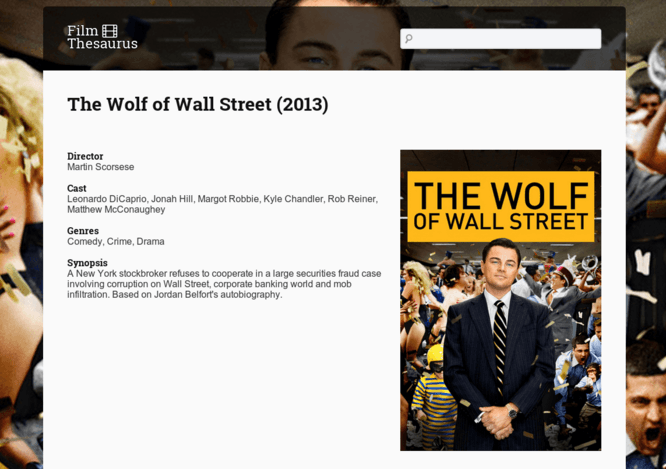 Film
Thesaurus
The Wolf of Wall Street (2013)
Director
Martin Scorsese
Cast
Leonardo DiCaprio, Jonah Hill, Margot Robbie, Kyle Chandler, Rob Reiner,
Matthew McConaughey
Genres
Comedy, Crime, Drama
Synopsis
A New York stockbroker refuses to cooperate in a large securities fraud case
involving corruption on Wall Street, corporate banking world and mob
infiltration. Based on Jordan Belfort's autobiography.
THE WOLF
OF WALL STREET